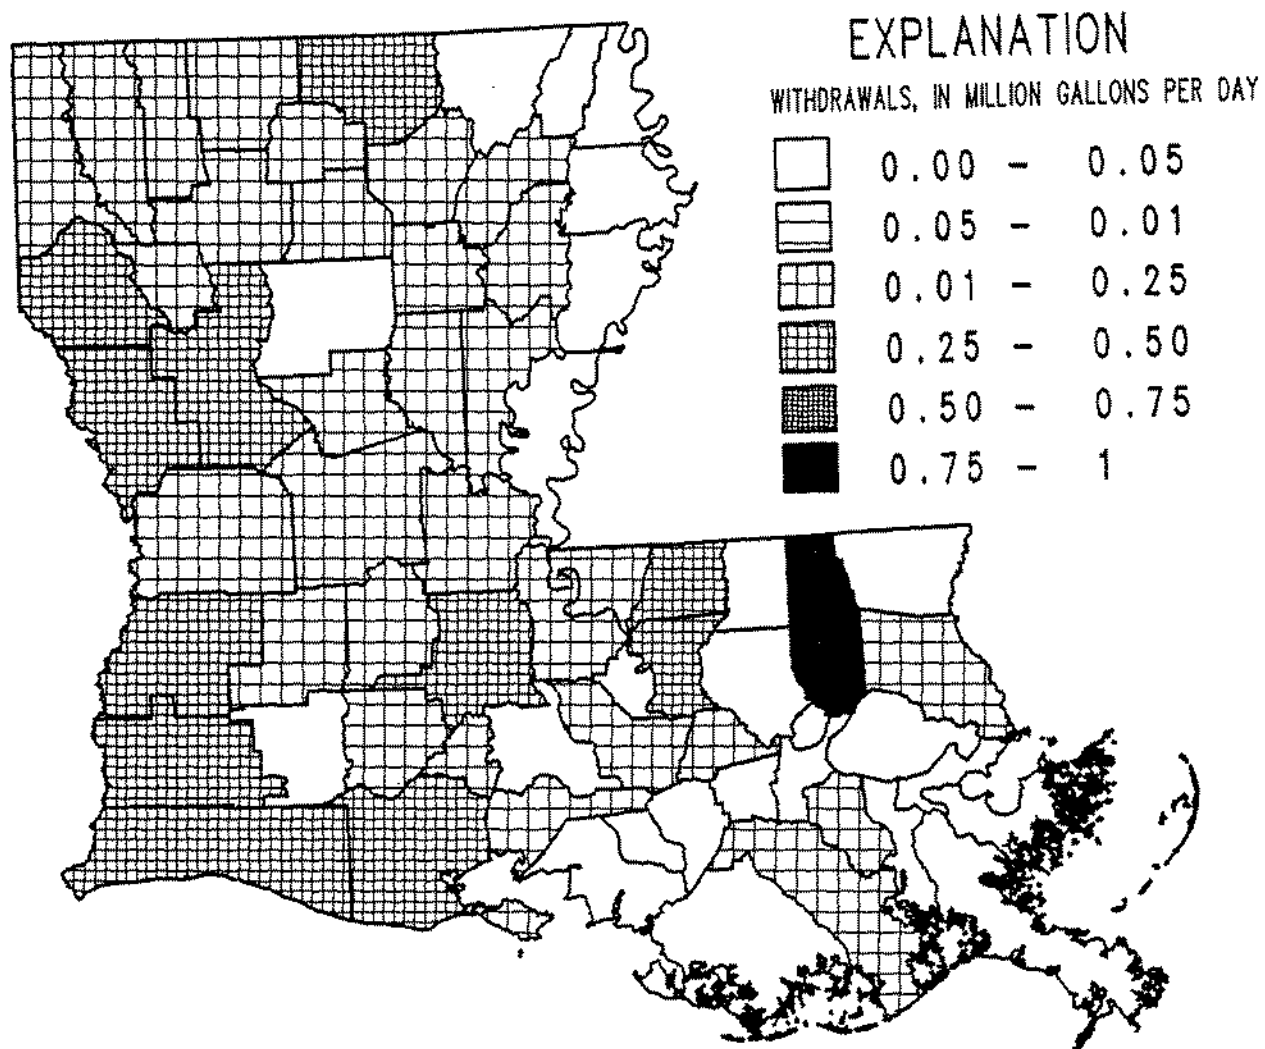 EXPLANATION
WITHDRAWALS, IN MILLION GALLONS PER DAY
0.00 - 0.05
0.05 - 0.01
0.01 - 0.25
0.25 - 0.50
0.50 - 0.75
0.75 - 1